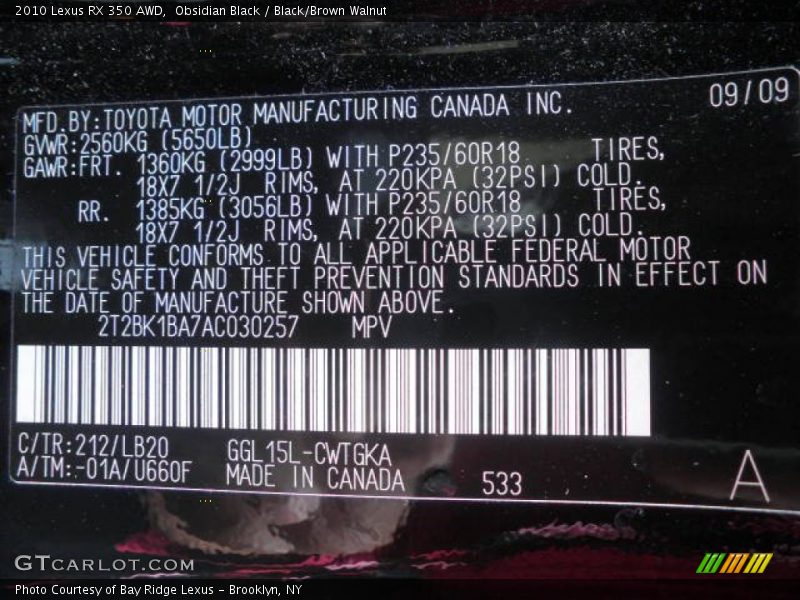 2010 Lexus RX 350 AWD,  Obsidian Black / Black/Brown Walnut
09/09
MFD.BY:TOYOTA MOTOR MANUFACTURING CANADA INC.
GVWR:2560KG (5650LB)
GAWR:FRT. 1360KG (2999LB) WITH P235/60R18 TIRES,
18X7 1/2J RIMS, AT 220KPA (32PSI) COLD.
RR. 1385KG (3056LB) WITH P235/60R18 TIRES,
18X7 1/2J RIMS, AT 220KPA (32PSI) COLD.
THIS VEHICLE CONFORMS TO ALL APPLICABLE FEDERAL MOTOR
VEHICLE SAFETY AND THEFT PREVENTION STANDARDS IN EFFECT ON
THE DATE OF MANUFACTURE SHOWN ABOVE.
2T2BK1BA7AC030257 MPV
C/TR:212/LB20 GGL15L-CWTGKA
A/TM:-01A/U660F MADE IN CANADA 533 A
GTCARLOT.COM
Photo Courtesy of Bay Ridge Lexus - Brooklyn, NY